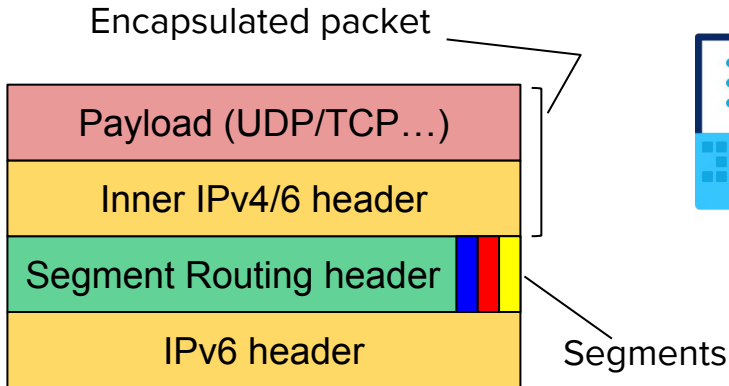 Encapsulated packet
Payload (UDP/TCP…)
Inner IPv4/6 header
Segment Routing header
IPv6 header
Segments